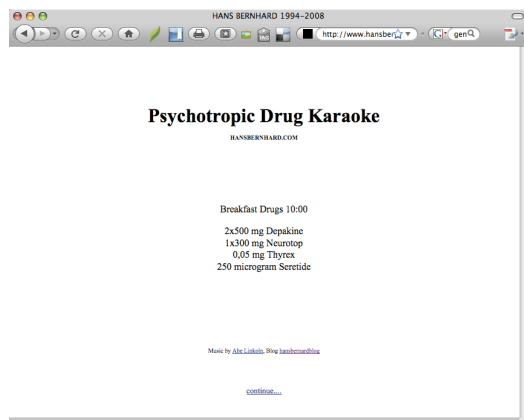 HANS BERNHARD 1994-2008
http://www.hansber
gen
Psychotropic Drug Karaoke
HANSBERNHARD.COM
Breakfast Drugs 10:00
2x500 mg Depakine
1x300 mg Neurotop
0,05 mg Thyrex
250 microgram Seretide
Music by Abe Linkoln, Blog hansbernardblog
continue....